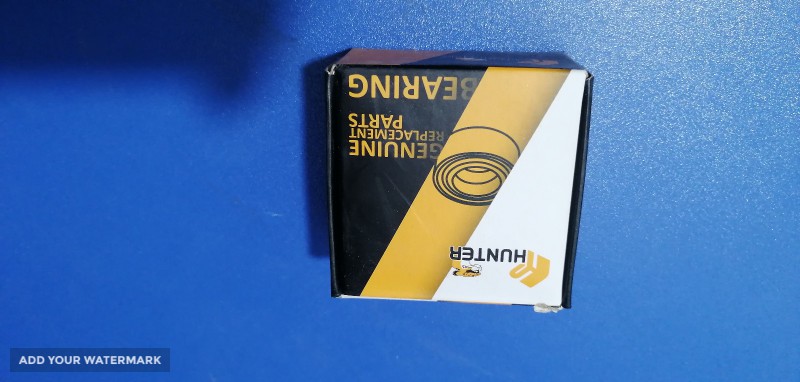 HUNTER
GENUINE
REPLACEMENT
PARTS
BEARING
ADD YOUR WATERMARK